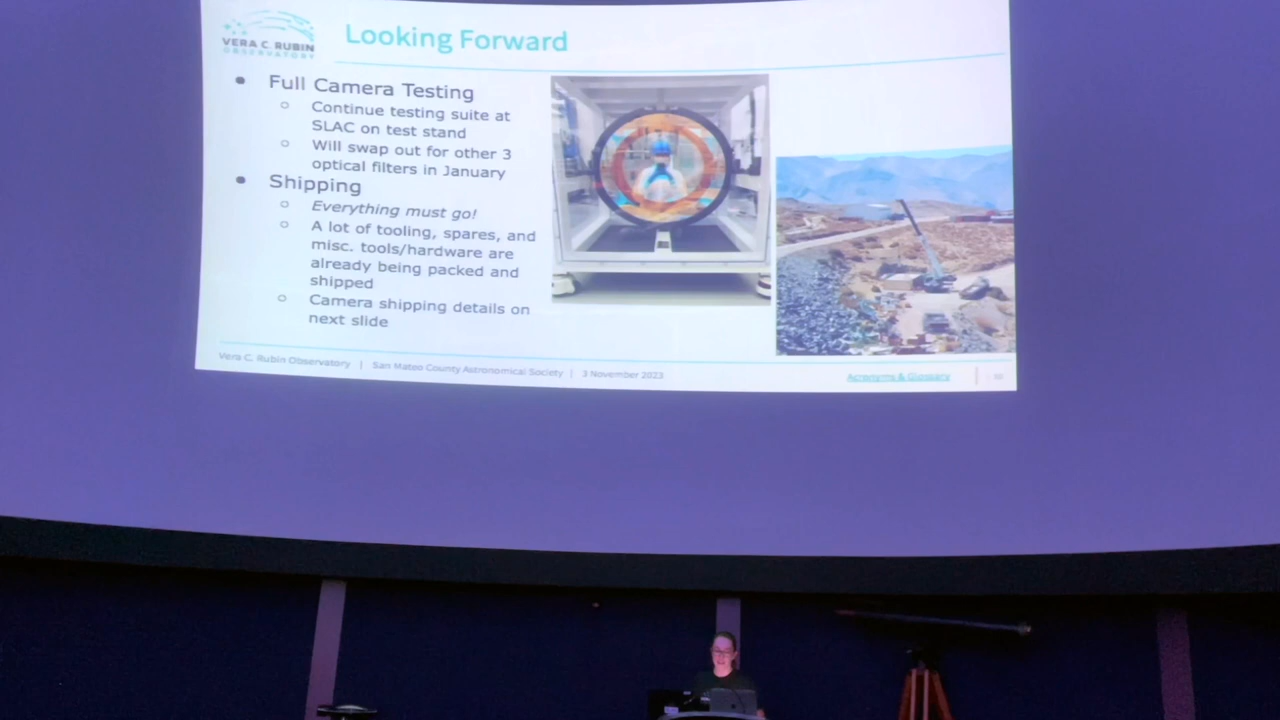 VERA C. RUBIN
OBSERVATORY
Looking Forward
Full Camera Testing
Continue testing suite at
SLAC on test stand
Will swap out for other 3
optical filters in January
Shipping
Everything must go!
A lot of tooling, spares, and
misc. tools/hardware are
already being packed and
shipped
Camera shipping details on
next slide
Vera C. Rubin Observatory | San Mateo County Astronomical Society | 3 November 2023
Acronyms & Glossary